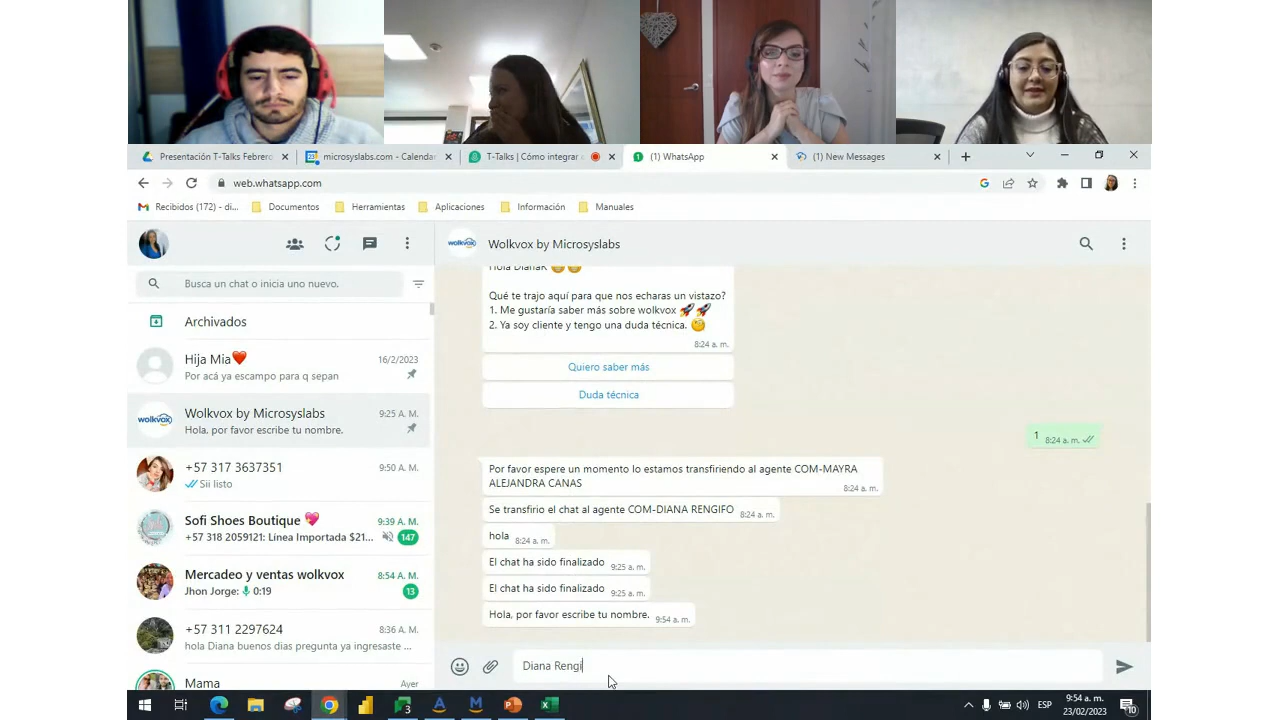 Presentación T-Talks Febrero
microsyslabs.com - Calendar
T-Talks | Cómo integrar
(1) WhatsApp
(1) New Messages
web.whatsapp.com
Recibidos (172) - di...
Documentos
Herramientas
Aplicaciones
Información
Manuales
wolkvox
Wolkvox by Microsyslabs
Busca un chat o inicia uno nuevo.
Archivados
Hija Mia❤️
16/2/2023
Por acá ya escampo para q sepan
wolkvox
Wolkvox by Microsyslabs
9:25 A. M.
Hola, por favor escribe tu nombre.
+57 317 3637351
9:50 A. M.
Sii listo
Sofi Shoes Boutique 💖
9:39 A. M.
+57 318 2059121: Línea Importada $21...
147
Mercadeo y ventas wolkvox
8:54 A. M.
Jhon Jorge: 0:19
13
+57 311 2297624
8:36 A. M.
hola Diana buenos dias pregunta ya ingresaste ...
Mama
Ayer
Hola DianaR
Qué te trajo aquí para que nos echaras un vistazo?
1. Me gustaría saber más sobre wolkvox 🚀🚀
2. Ya soy cliente y tengo una duda técnica. 🧐
8:24 a. m.
Quiero saber más
Duda técnica
1 8:24 a. m.
Por favor espere un momento lo estamos transfiriendo al agente COM-MAYRA
ALEJANDRA CANAS
8:24 a. m.
Se transfirio el chat al agente COM-DIANA RENGIFO 8:24 a. m.
hola 8:24 a. m.
El chat ha sido finalizado 9:25 a. m.
El chat ha sido finalizado 9:25 a. m.
Hola, por favor escribe tu nombre. 9:54 a. m.
Diana Rengi
3
ESP
9:54 a. m.
23/02/2023
10